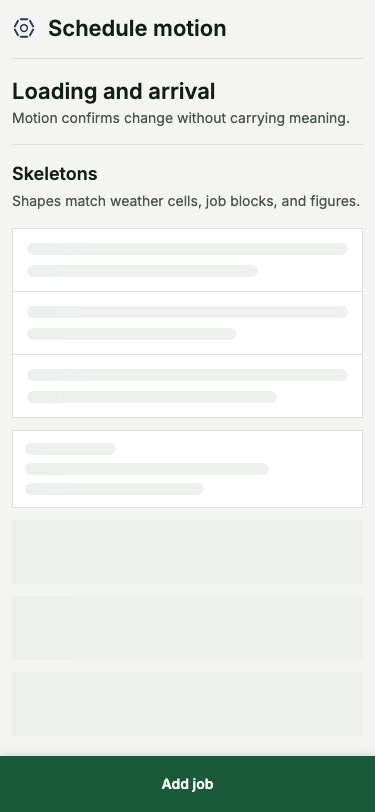 Schedule motion
Loading and arrival
Motion confirms change without carrying meaning.
Skeletons
Shapes match weather cells, job blocks, and figures.
Add job